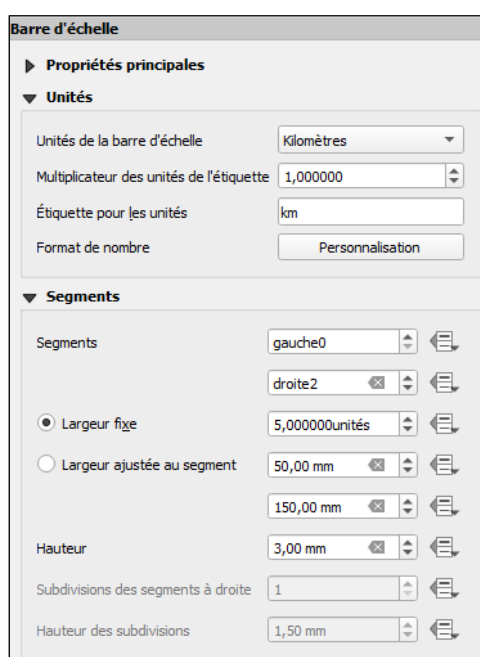 Barre d'échelle
Propriétés principales
Unités
Unités de la barre d'échelle Kilomètres
Multiplicateur des unités de l'étiquette 1,000000
Étiquette pour les unités km
Format de nombre Personnalisation
Segments
Segments gauche0
droite2
Largeur fixe 5,000000unités
Largeur ajustée au segment 50,00 mm
150,00 mm
Hauteur 3,00 mm
Subdivisions des segments à droite 1
Hauteur des subdivisions 1,50 mm